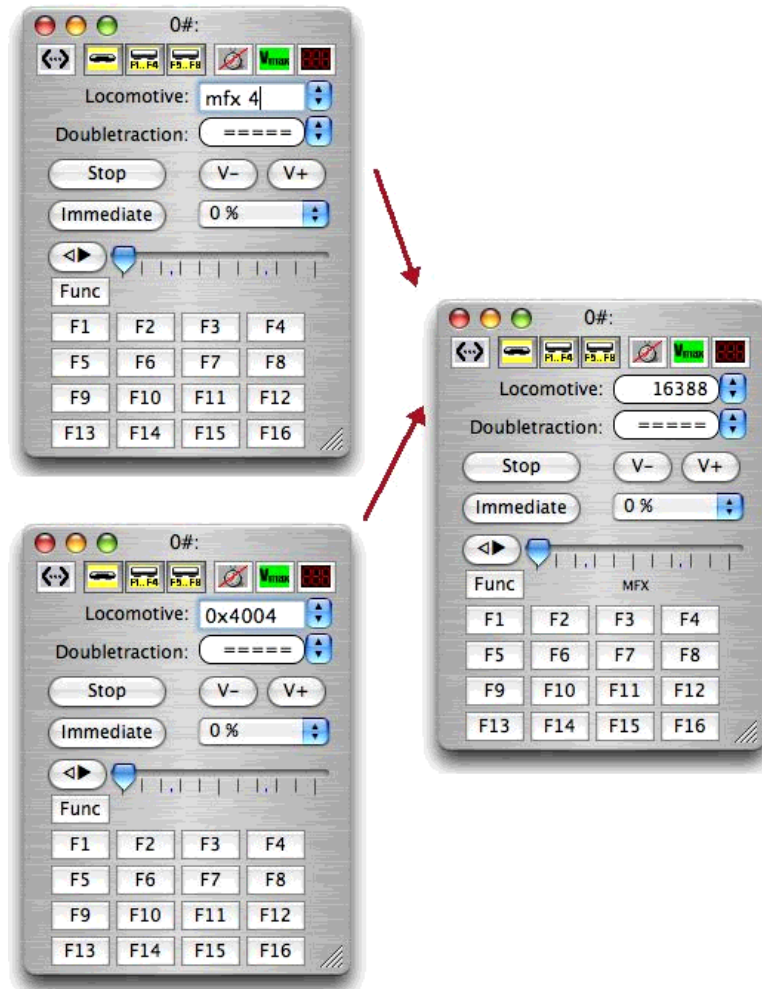 0#:
F1..F4 F5..F8 Vmax
Locomotive: mfx 4
Doubletraction: =====
Stop V- V+
Immediate 0 %
Func
F1 F2 F3 F4
F5 F6 F7 F8
F9 F10 F11 F12
F13 F14 F15 F16
0#:
F1..F4 F5..F8 Vmax
Locomotive: 16388
Doubletraction: =====
Stop V- V+
Immediate 0 %
Func MFX
F1 F2 F3 F4
F5 F6 F7 F8
F9 F10 F11 F12
F13 F14 F15 F16
0#:
F1..F4 F5..F8 Vmax
Locomotive: 0x4004
Doubletraction: =====
Stop V- V+
Immediate 0 %
Func
F1 F2 F3 F4
F5 F6 F7 F8
F9 F10 F11 F12
F13 F14 F15 F16